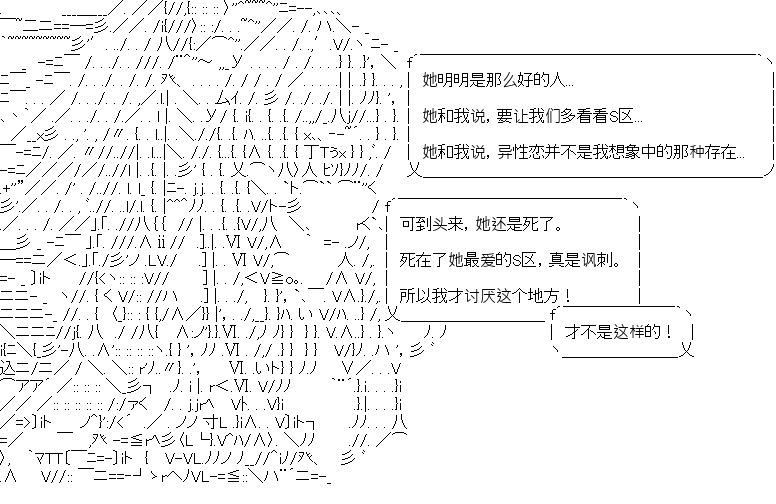 她明明是那么好的人...
她和我说，要让我们多看看S区...
她和我说，异性恋并不是我想象中的那种存在...
可到头来，她还是死了。
死在了她最爱的S区，真是讽刺。
所以我才讨厌这个地方！
才不是这样的！